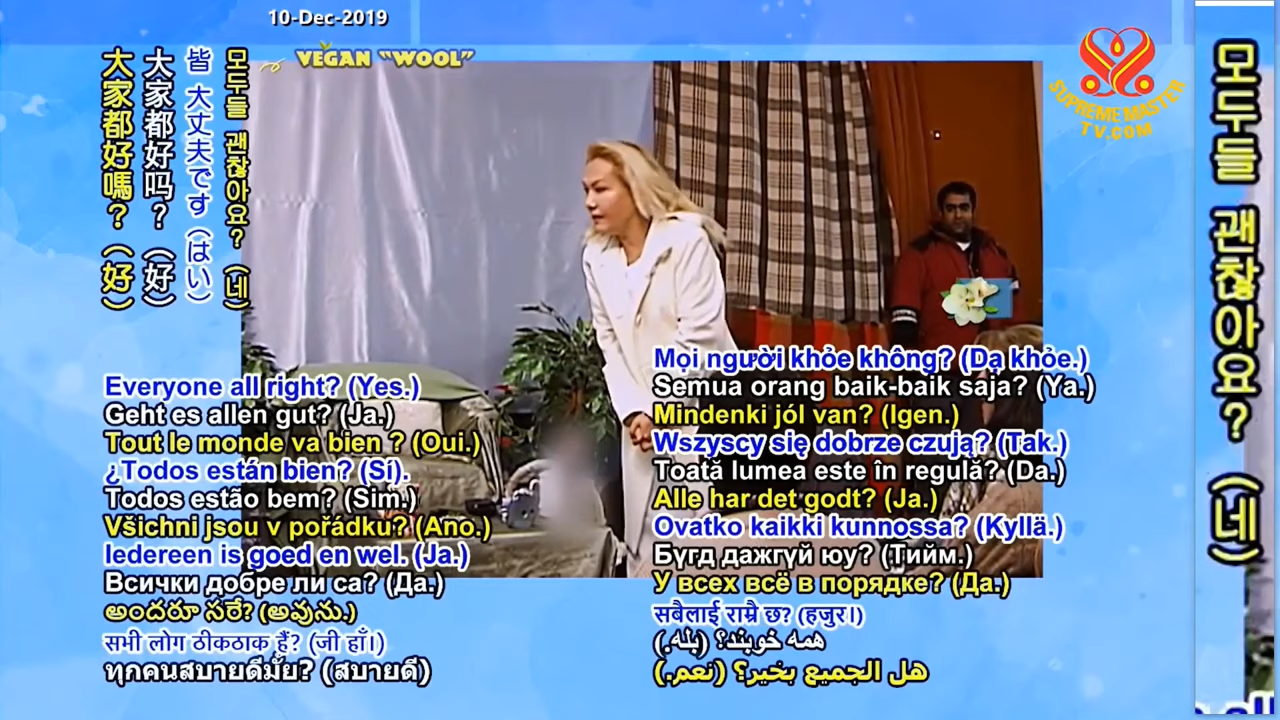 10-Dec-2019
VEGAN "WOOL"
SUPREME MASTER
TV.COM
모두들 괜찮아요? (네)
皆 大丈夫です (はい)
大家都好吗? (好)
大家都好嗎? (好)
Everyone all right? (Yes.)
Geht es allen gut? (Ja.)
Tout le monde va bien ? (Oui.)
¿Todos están bien? (Sí).
Todos estão bem? (Sim.)
Všichni jsou v pořádku? (Ano.)
Iedereen is goed en wel. (Ja.)
Всички добре ли са? (Да.)
అందరూ సరే? (అవును.)
सभी लोग ठीकठाक हैं? (जी हाँ।)
ทุกคนสบายดีมั้ย? (สบายดี)
Mọi người khỏe không? (Dạ khỏe.)
Semua orang baik-baik saja? (Ya.)
Mindenki jól van? (Igen.)
Wszyscy się dobrze czują? (Tak.)
Toată lumea este în regulă? (Da.)
Alle har det godt? (Ja.)
Ovatko kaikki kunnossa? (Kyllä.)
Бүгд дажгүй юу? (Тийм.)
У всех всё в порядке? (Да.)
सबैलाई राम्रै छ? (हजुर।)
همه خوبند؟ (بله.)
هل الجميع بخير؟ (نعم.)
모두들 괜찮아요? (네)